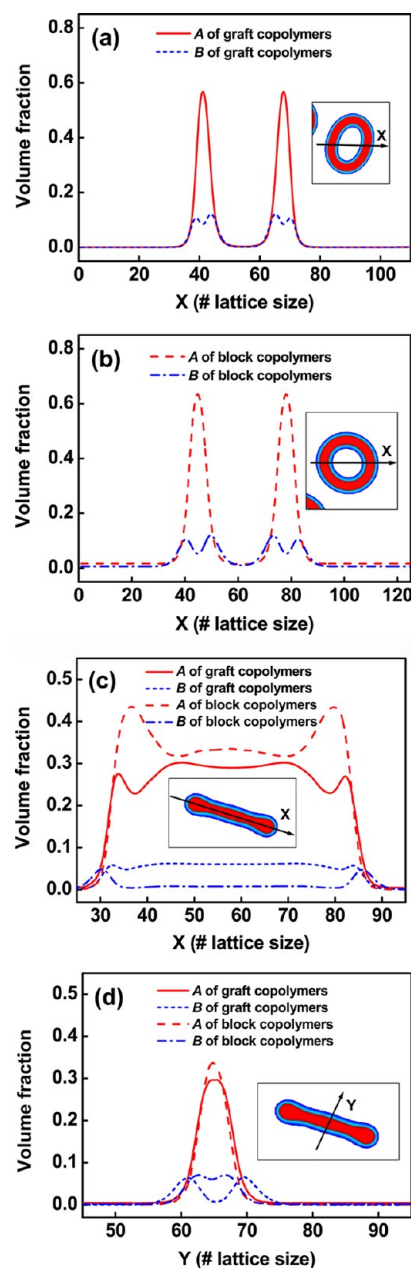 (a)
A of graft copolymers
B of graft copolymers
Volume fraction
0.8
0.6
0.4
0.2
0.0
X
0 20 40 60 80 100
X (# lattice size)
(b)
A of block copolymers
B of block copolymers
Volume fraction
0.8
0.6
0.4
0.2
0.0
X
0 20 40 60 80 100 120
X (# lattice size)
(c)
A of graft copolymers
B of graft copolymers
A of block copolymers
B of block copolymers
Volume fraction
0.5
0.4
0.3
0.2
0.1
0.0
X
30 40 50 60 70 80 90
X (# lattice size)
(d)
A of graft copolymers
B of graft copolymers
A of block copolymers
B of block copolymers
Volume fraction
0.5
0.4
0.3
0.2
0.1
0.0
Y
50 60 70 80 90
Y (# lattice size)